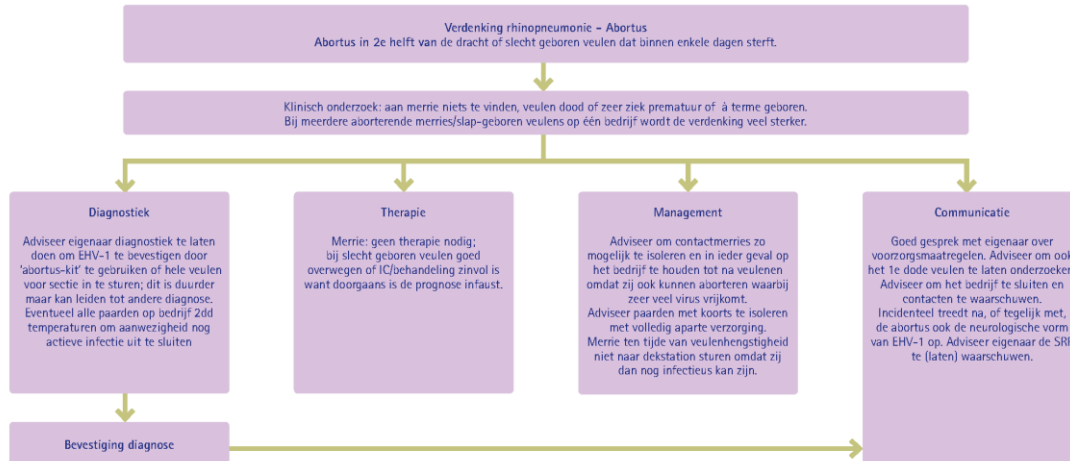 Verdenking rhinopneumonie - Abortus
Abortus in 2e helft van de dracht of slecht geboren veulen dat binnen enkele dagen sterft.
Klinisch onderzoek: aan merrie niets te vinden, veulen dood of zeer ziek prematuur of à terme geboren.
Bij meerdere aborterende merries/slap-geboren veulens op één bedrijf wordt de verdenking veel sterker.
Diagnostiek
Adviseer eigenaar diagnostiek te laten
doen om EHV-1 te bevestigen door
'abortus-kit' te gebruiken of hele veulen
voor sectie in te sturen; dit is duurder
maar kan leiden tot andere diagnose.
Eventueel alle paarden op bedrijf 2dd
temperaturen om aanwezigheid nog
actieve infectie uit te sluiten
Therapie
Merrie: geen therapie nodig;
bij slecht geboren veulen goed
overwegen of IC/behandeling zinvol is
want doorgaans is de prognose infaust.
Management
Adviseer om contactmerries zo
mogelijk te isoleren en in ieder geval op
het bedrijf te houden tot na veulenen
omdat zij ook kunnen aborteren waarbij
zeer veel virus vrijkomt.
Adviseer paarden met koorts te isoleren
met volledig aparte verzorging.
Merrie ten tijde van veulenhengstigheid
niet naar dekstation sturen omdat zij
dan nog infectieus kan zijn.
Communicatie
Goed gesprek met eigenaar over
voorzorgsmaatregelen. Adviseer om ook
het 1e dode veulen te laten onderzoeken
Adviseer om het bedrijf te sluiten en
contacten te waarschuwen.
Incidenteel treedt na, of tegelijk met,
de abortus ook de neurologische vorm
van EHV-1 op. Adviseer eigenaar de
te (laten) waarschuwen.
Bevestiging diagnose